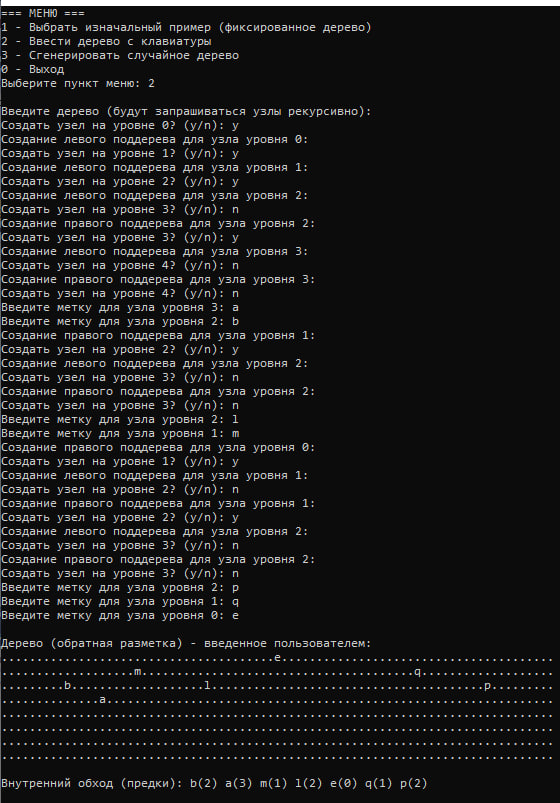 === МЕНЮ ===
1 - Выбрать изначальный пример (фиксированное дерево)
2 - Ввести дерево с клавиатуры
3 - Сгенерировать случайное дерево
0 - Выход
Выберите пункт меню: 2
Введите дерево (будут запрашиваться узлы рекурсивно):
Создать узел на уровне 0? (y/n): y
Создание левого поддерева для узла уровня 0:
Создать узел на уровне 1? (y/n): y
Создание левого поддерева для узла уровня 1:
Создать узел на уровне 2? (y/n): y
Создание левого поддерева для узла уровня 2:
Создать узел на уровне 3? (y/n): n
Создание правого поддерева для узла уровня 2:
Создать узел на уровне 3? (y/n): y
Создание левого поддерева для узла уровня 3:
Создать узел на уровне 4? (y/n): n
Создание правого поддерева для узла уровня 3:
Создать узел на уровне 4? (y/n): n
Введите метку для узла уровня 3: a
Введите метку для узла уровня 2: b
Создание правого поддерева для узла уровня 1:
Создать узел на уровне 2? (y/n): y
Создание левого поддерева для узла уровня 2:
Создать узел на уровне 3? (y/n): n
Создание правого поддерева для узла уровня 2:
Создать узел на уровне 3? (y/n): n
Введите метку для узла уровня 2: l
Введите метку для узла уровня 1: m
Создание правого поддерева для узла уровня 0:
Создать узел на уровне 1? (y/n): y
Создание левого поддерева для узла уровня 1:
Создать узел на уровне 2? (y/n): n
Создание правого поддерева для узла уровня 1:
Создать узел на уровне 2? (y/n): y
Создание левого поддерева для узла уровня 2:
Создать узел на уровне 3? (y/n): n
Создание правого поддерева для узла уровня 2:
Создать узел на уровне 3? (y/n): n
Введите метку для узла уровня 2: p
Введите метку для узла уровня 1: q
Введите метку для узла уровня 0: e
Дерево (обратная разметка) - введенное пользователем:
.......................................e.......................................
...................m.......................................q...................
.........b...................l.......................................p.........
..............a................................................................
................................................................................
................................................................................
................................................................................
................................................................................
Внутренний обход (предки): b(2) a(3) m(1) l(2) e(0) q(1) p(2)